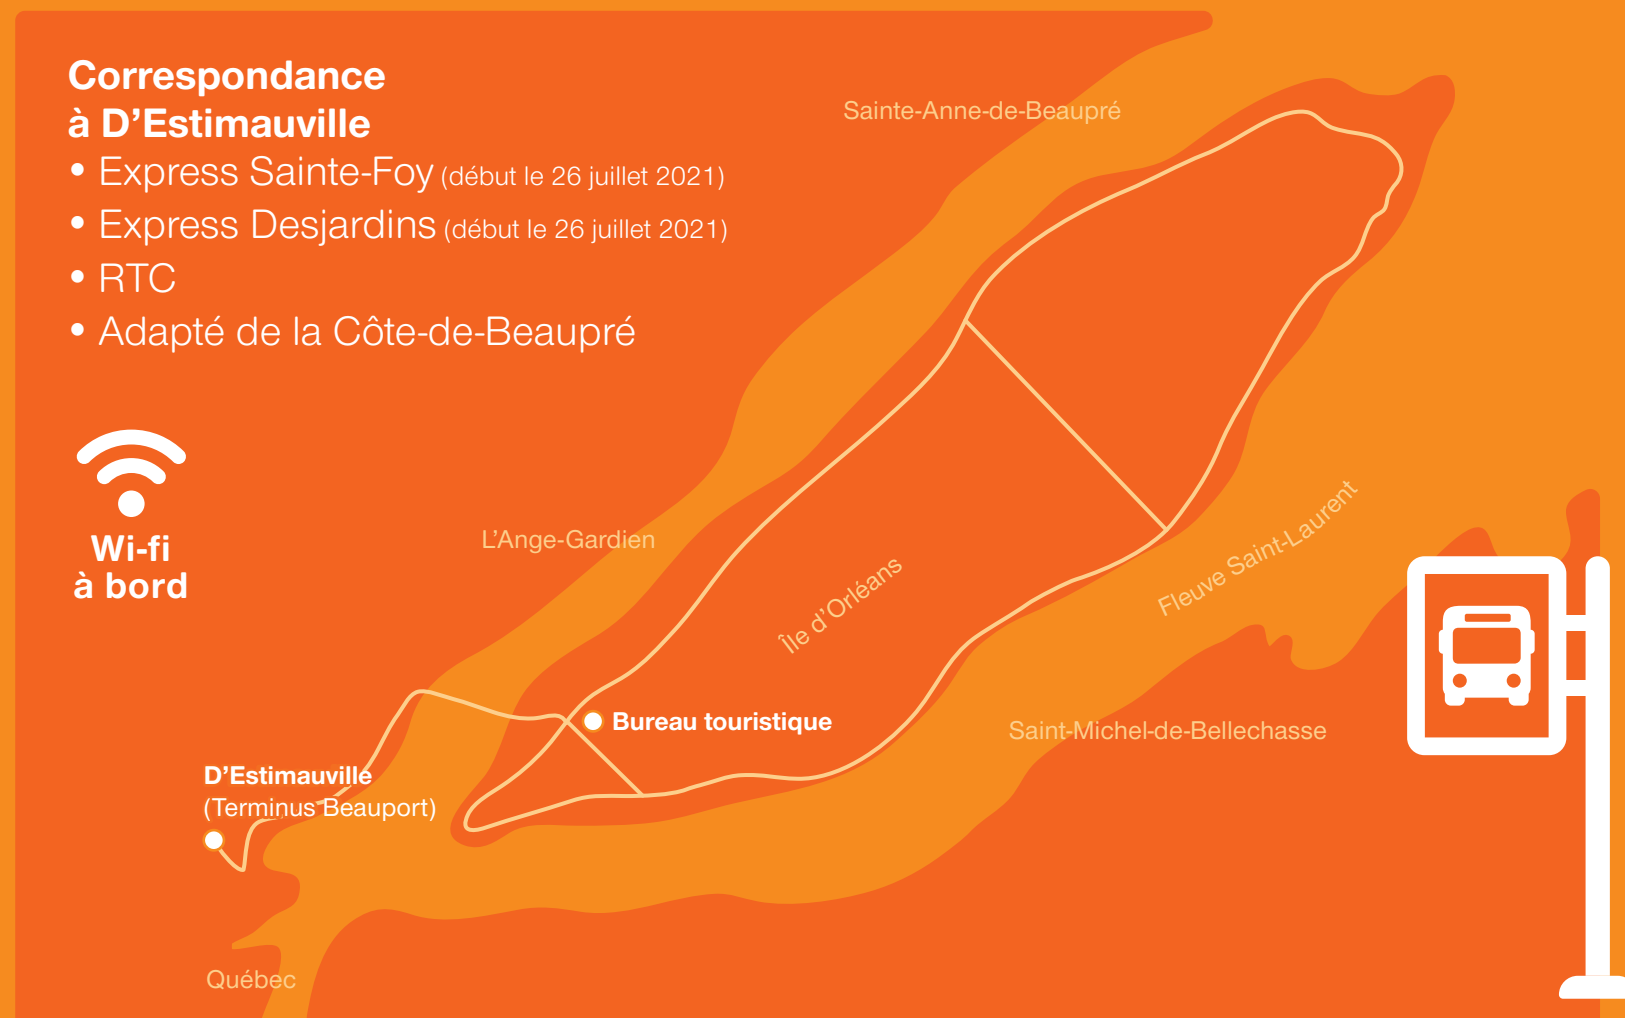 Correspondance
à D’Estimauville
• Express Sainte-Foy (début le 26 juillet 2021)
• Express Desjardins (début le 26 juillet 2021)
• RTC
• Adapté de la Côte-de-Beaupré
Wi-fi
à bord
Sainte-Anne-de-Beaupré
L’Ange-Gardien
Île d’Orléans
Fleuve Saint-Laurent
Bureau touristique
Saint-Michel-de-Bellechasse
D’Estimauville
(Terminus Beauport)
Québec